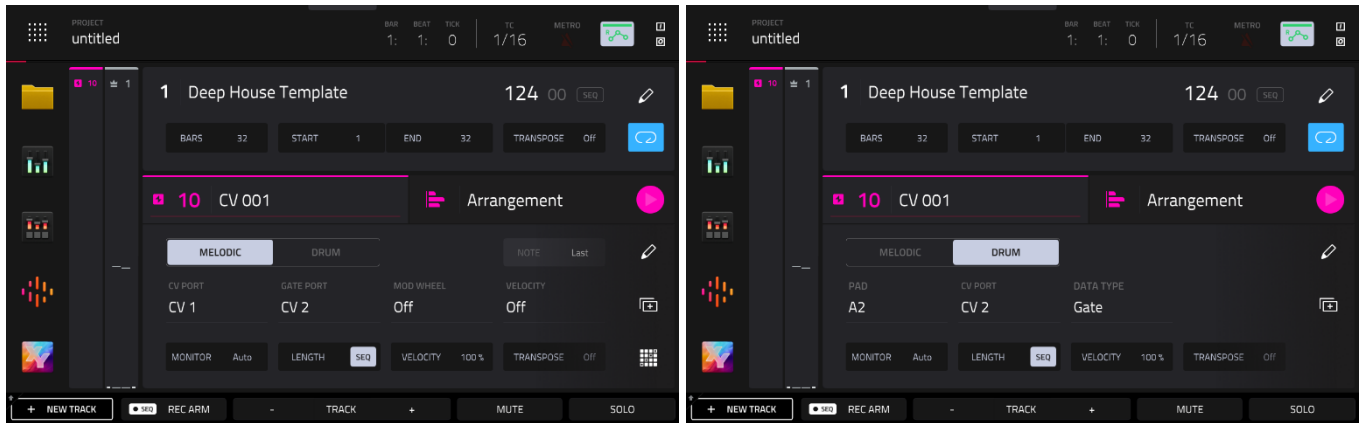 PROJECT
untitled
BAR BEAT TICK
1: 1: 0
TC
1/16
METRO
10
1
1 Deep House Template 124 00 SEQ
BARS 32 START 1 END 32 TRANSPOSE Off
10 CV 001 Arrangement
MELODIC DRUM NOTE Last
CV PORT GATE PORT MOD WHEEL VELOCITY
CV 1 CV 2 Off Off
MONITOR Auto LENGTH SEQ VELOCITY 100 % TRANSPOSE Off
+ NEW TRACK SEQ REC ARM - TRACK + MUTE SOLO
PROJECT
untitled
BAR BEAT TICK
1: 1: 0
TC
1/16
METRO
10
1
1 Deep House Template 124 00 SEQ
BARS 32 START 1 END 32 TRANSPOSE Off
10 CV 001 Arrangement
MELODIC DRUM
PAD CV PORT DATA TYPE
A2 CV 2 Gate
MONITOR Auto LENGTH SEQ VELOCITY 100 % TRANSPOSE Off
+ NEW TRACK SEQ REC ARM - TRACK + MUTE SOLO